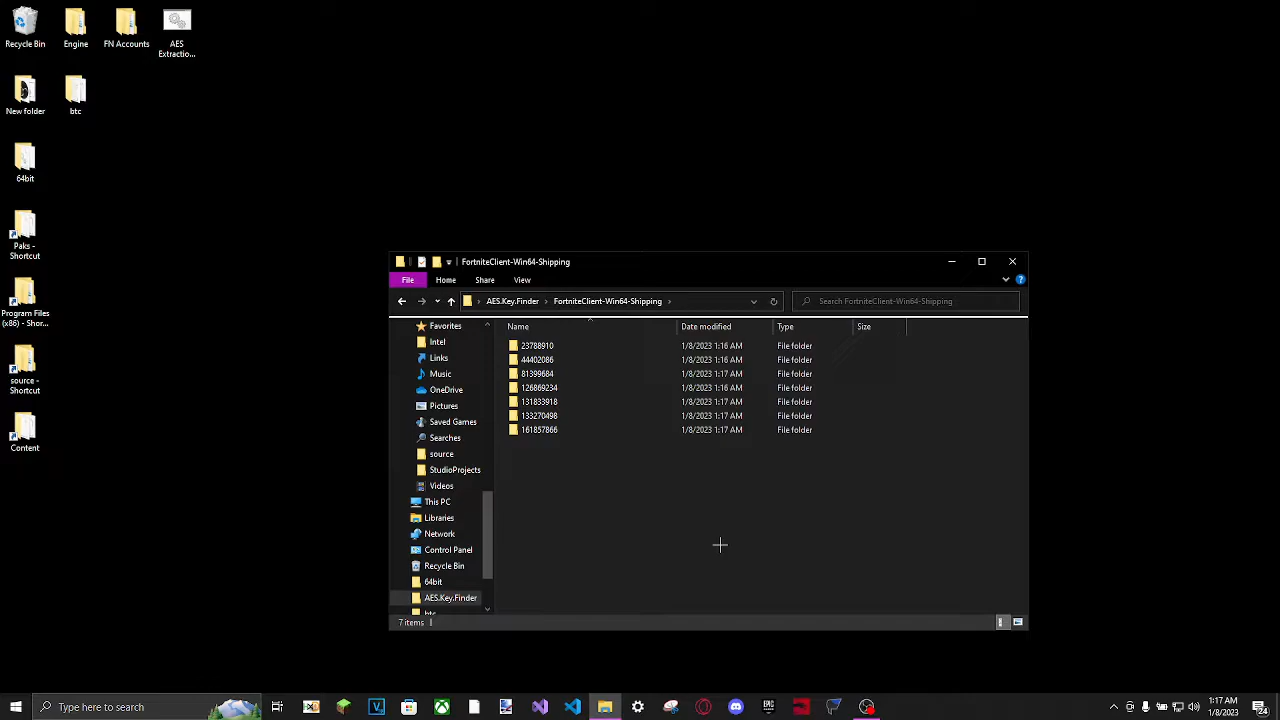 Recycle Bin
Engine
FN Accounts
AES
Extractio...
New folder
btc
64bit
Paks -
Shortcut
Program Files
(x86) - Shor...
source -
Shortcut
Content
FortniteClient-Win64-Shipping
File
Home
Share
View
AES.Key.Finder
FortniteClient-Win64-Shipping
Search FortniteClient-Win64-Shipping
Name
Date modified
Type
Size
Favorites
Intel
Links
Music
OneDrive
Pictures
Saved Games
Searches
source
StudioProjects
Videos
This PC
Libraries
Network
Control Panel
Recycle Bin
64bit
AES.Key.Finder
btc
23788910 1/8/2023 1:16 AM File folder
44402086 1/8/2023 1:16 AM File folder
81399684 1/8/2023 1:17 AM File folder
126869234 1/8/2023 1:16 AM File folder
131833918 1/8/2023 1:17 AM File folder
133270498 1/8/2023 1:17 AM File folder
161857866 1/8/2023 1:17 AM File folder
7 items
Type here to search
1:17 AM
1/8/2023